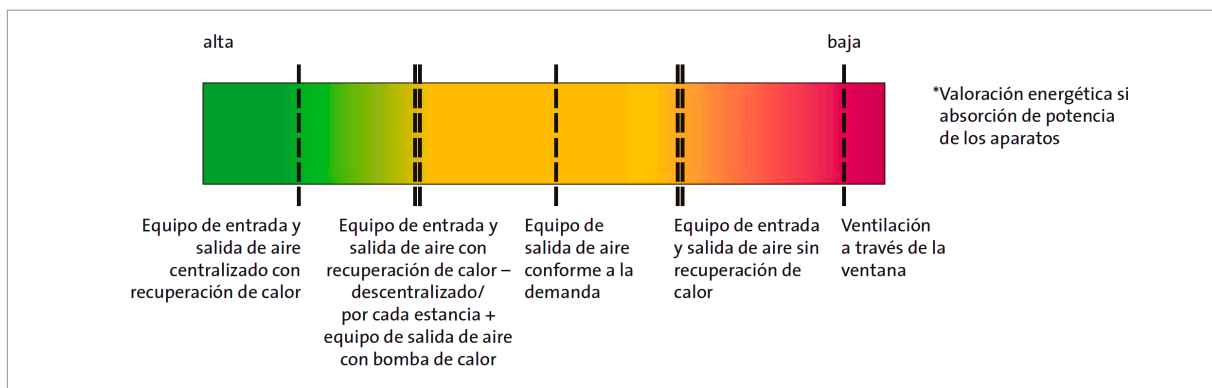 alta
baja
*Valoración energética si
absorción de potencia
de los aparatos
Equipo de entrada y
salida de aire
centralizado con
recuperación de calor
Equipo de entrada y
salida de aire con
recuperación de calor –
descentralizado/
por cada estancia +
equipo de salida de aire
con bomba de calor
Equipo de
salida de aire
conforme a la
demanda
Equipo de entrada
y salida de aire sin
recuperación de
calor
Ventilación
a través de la
ventana